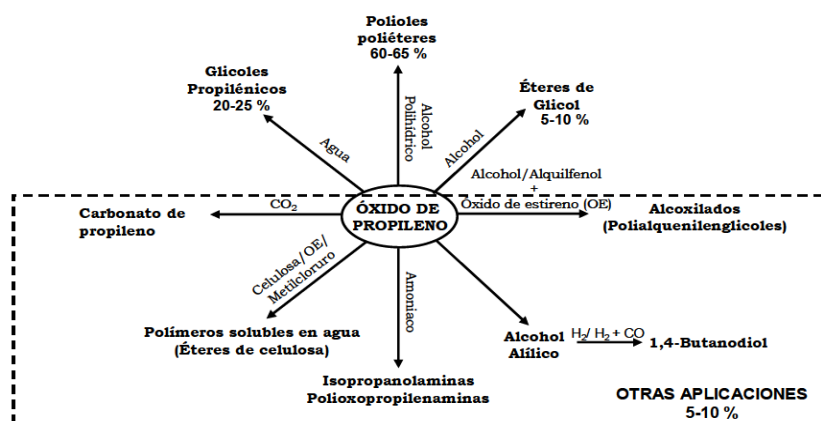 Polioles
poliéteres
60-65 %
Glicoles
Propilénicos
20-25 %
Éteres de
Glicol
5-10 %
Agua
Alcohol
Polihídrico
Alcohol
Alcohol/Alquilfenol
+
Óxido de estireno (OE)
CO2
ÓXIDO DE
PROPILENO
Carbonato de
propileno
Alcoxilados
(Polialquenilenglicoles)
Celulosa/OE/
Metilcloruro
Amoniaco
Polímeros solubles en agua
(Éteres de celulosa)
Alcohol
Alílico
H2/ H2 + CO
1,4-Butanodiol
Isopropanolaminas
Polioxopropilenaminas
OTRAS APLICACIONES
5-10 %